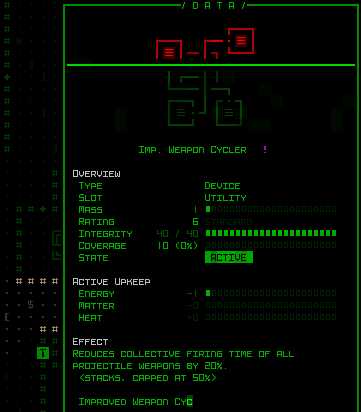 / D A T A /
Imp. Weapon Cycler !
Overview
Type Device
Slot Utility
Mass 1
Rating 6 Standard
Integrity 40 / 40
Coverage 10 (0%)
State ACTIVE
Active Upkeep
Energy -1
Matter -0
Heat +0
Effect
Reduces collective firing time of all
projectile weapons by 20%.
<stacks, capped at 50%>
Improved Weapon Cyc